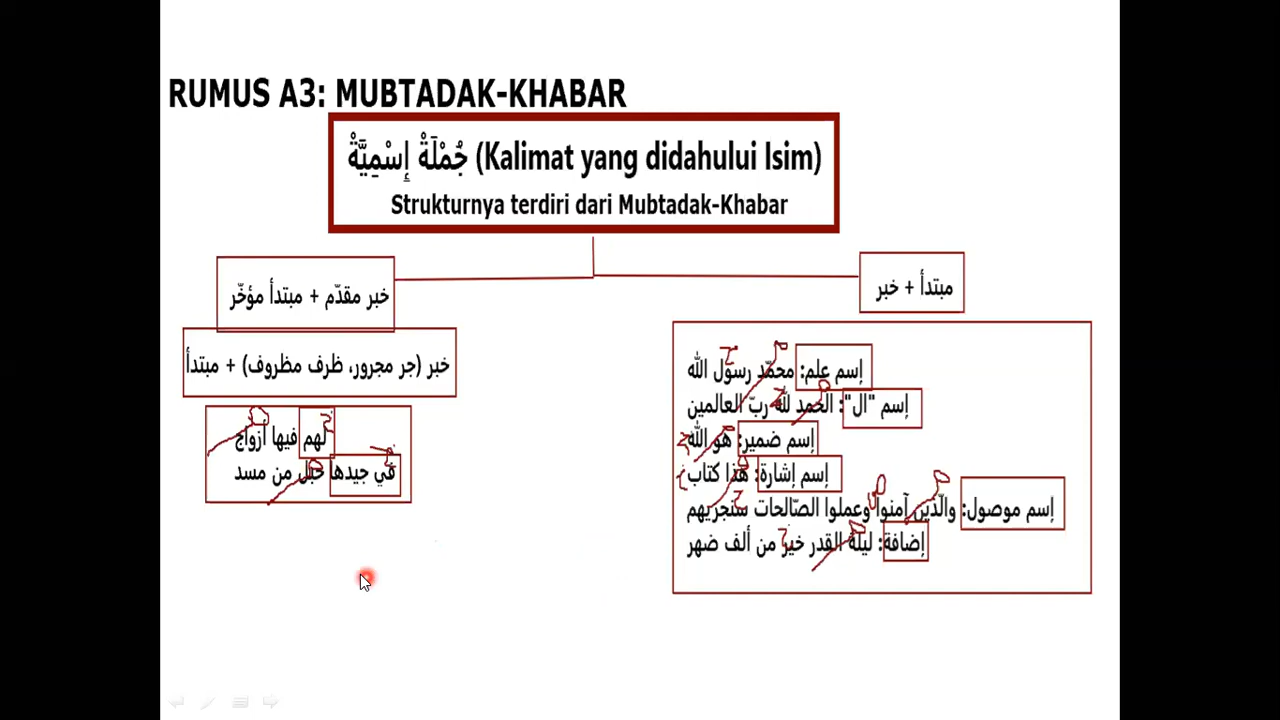 RUMUS A3: MUBTADAK-KHABAR
جُمْلَةْ إِسْمِيَّةْ (Kalimat yang didahului Isim)
Strukturnya terdiri dari Mubtadak-Khabar
مبتدأ + خبر
إسم علم: محمّد رسول الله
إسم "ال": الحمد لله ربّ العالمين
إسم ضمير: هو الله
إسم إشارة: هذا كتاب
إسم موصول: والّذين آمنوا وعملوا الصّالحات سنجريهم
إضافة: ليلة القدر خير من ألف ضهر
خبر مقدّم + مبتدأ مؤخّر
خبر (جر مجرور، ظرف مظروف) + مبتدأ
لهم فيها أزواج
في جيدها حبل من مسد